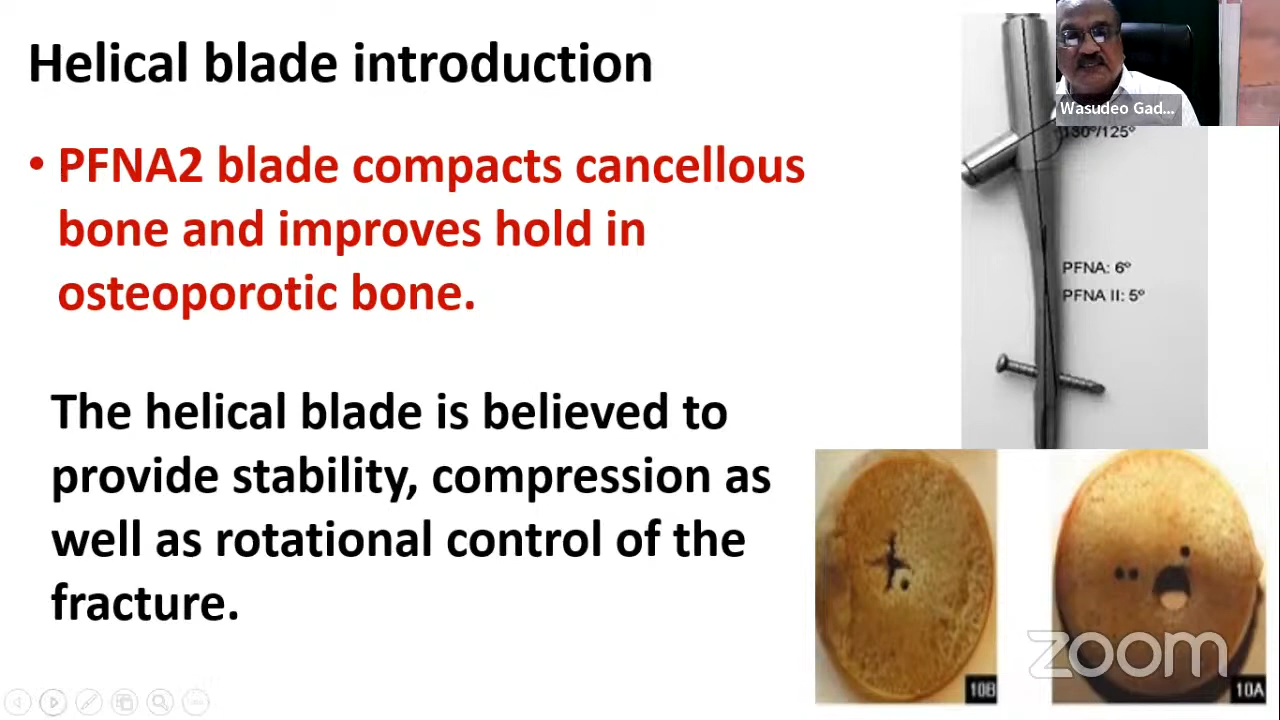 Helical blade introduction
• PFNA2 blade compacts cancellous
bone and improves hold in
osteoporotic bone.
The helical blade is believed to
provide stability, compression as
well as rotational control of the
fracture.
Wasudeo Gad...
130°/125°
PFNA: 6°
PFNA II: 5°
10B
10A
zoom